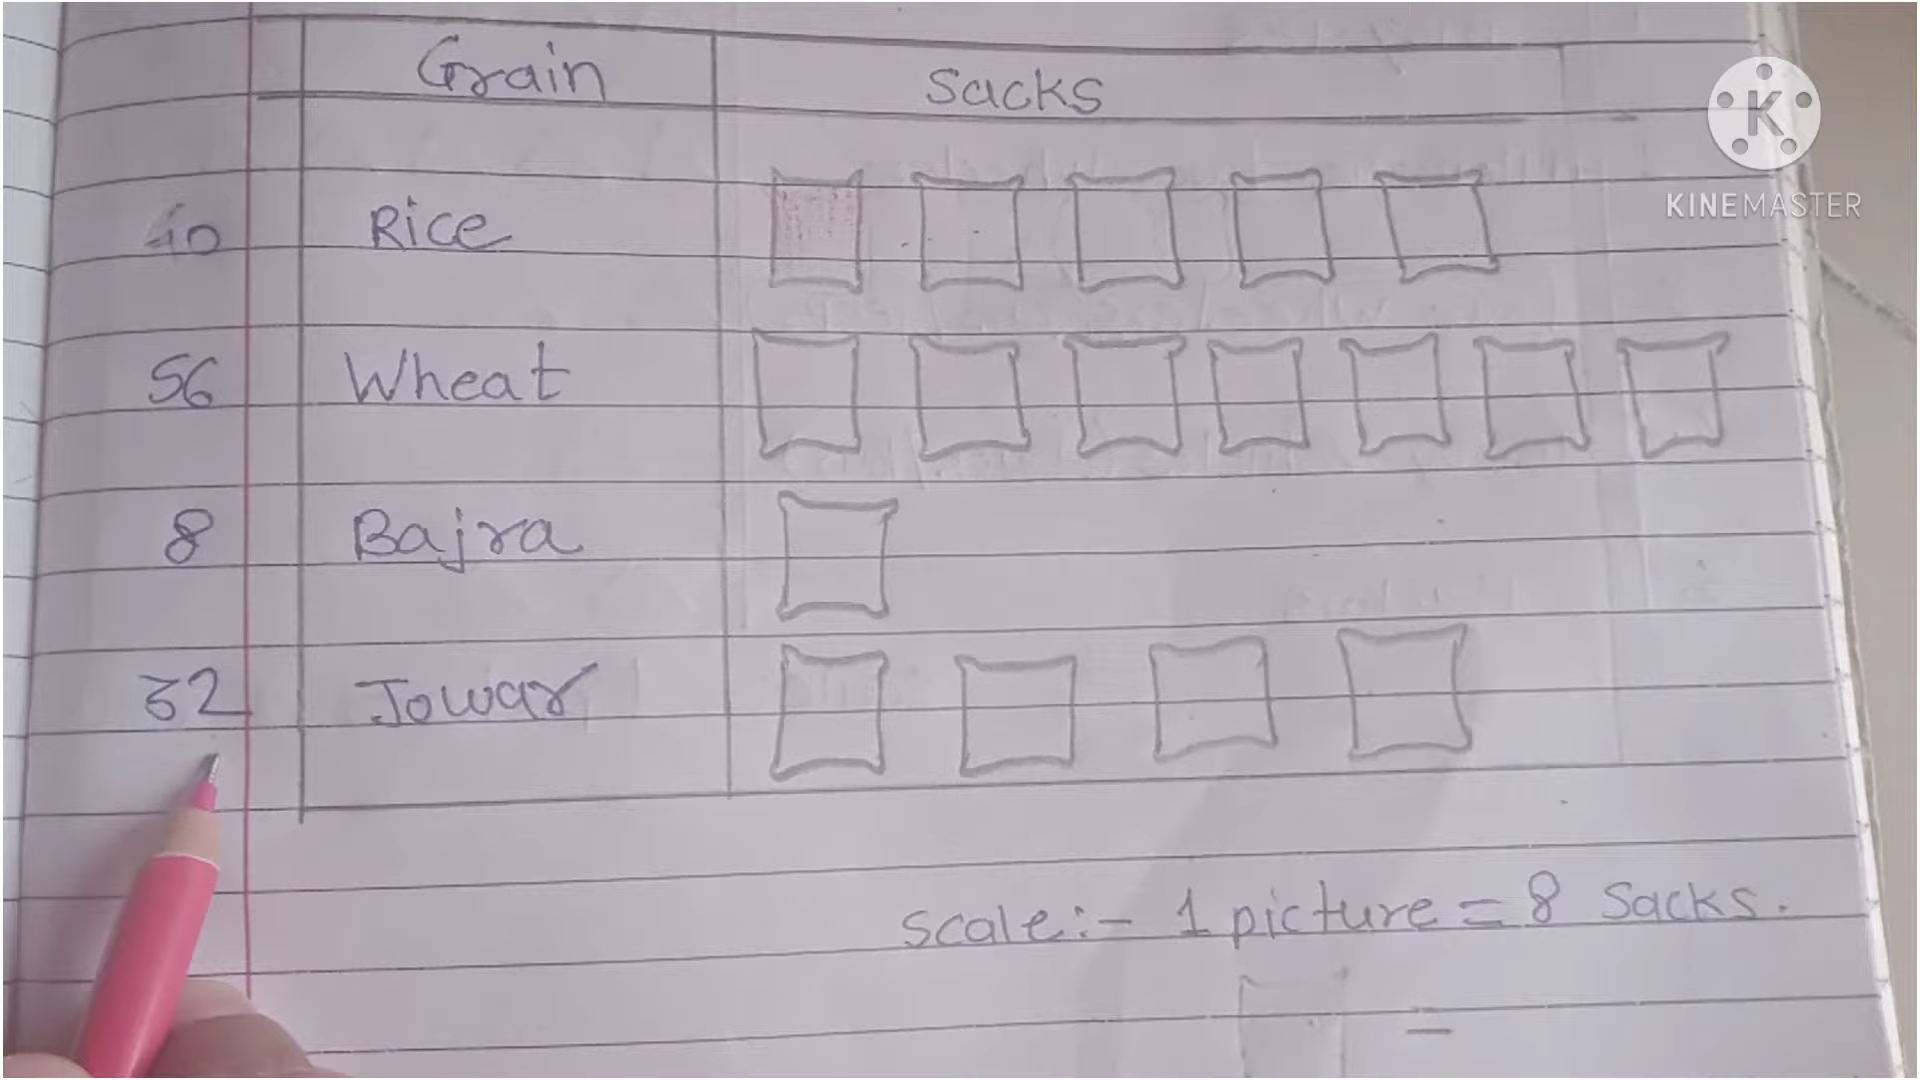 Grain Sacks
K
KINEMASTER
40 Rice
56 Wheat
8 Bajra
32 Jowar
Scale:- 1 picture = 8 Sacks.